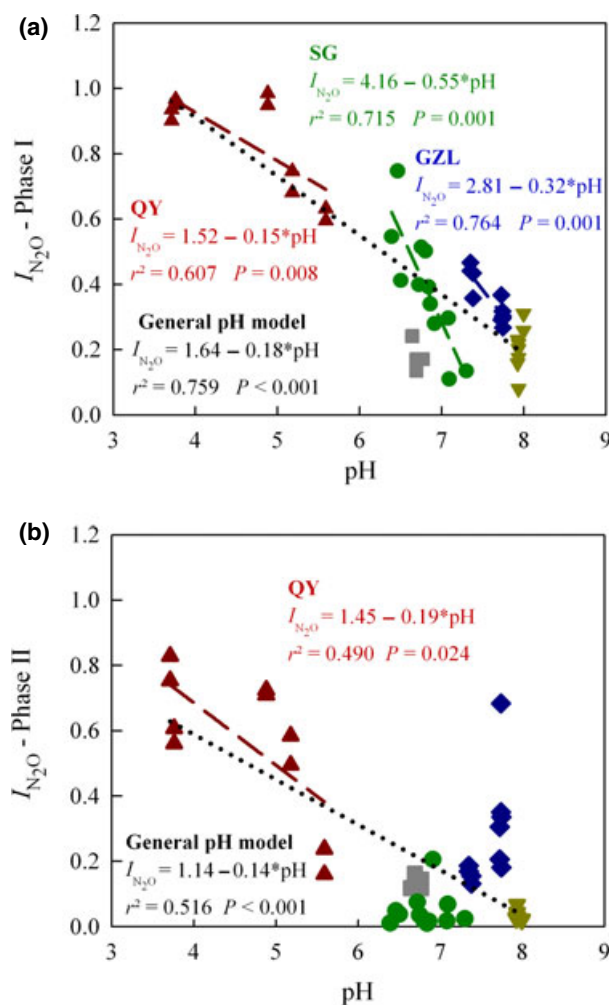 (a)
1.2
1.0
0.8
0.6
0.4
0.2
0.0
I_N₂O - Phase I
SG
I_N₂O = 4.16 – 0.55*pH
r² = 0.715 P = 0.001
GZL
I_N₂O = 2.81 – 0.32*pH
r² = 0.764 P = 0.001
QY
I_N₂O = 1.52 – 0.15*pH
r² = 0.607 P = 0.008
General pH model
I_N₂O = 1.64 – 0.18*pH
r² = 0.759 P < 0.001
3 4 5 6 7 8 9
pH
(b)
1.2
1.0
0.8
0.6
0.4
0.2
0.0
I_N₂O - Phase II
QY
I_N₂O = 1.45 – 0.19*pH
r² = 0.490 P = 0.024
General pH model
I_N₂O = 1.14 – 0.14*pH
r² = 0.516 P < 0.001
3 4 5 6 7 8 9
pH